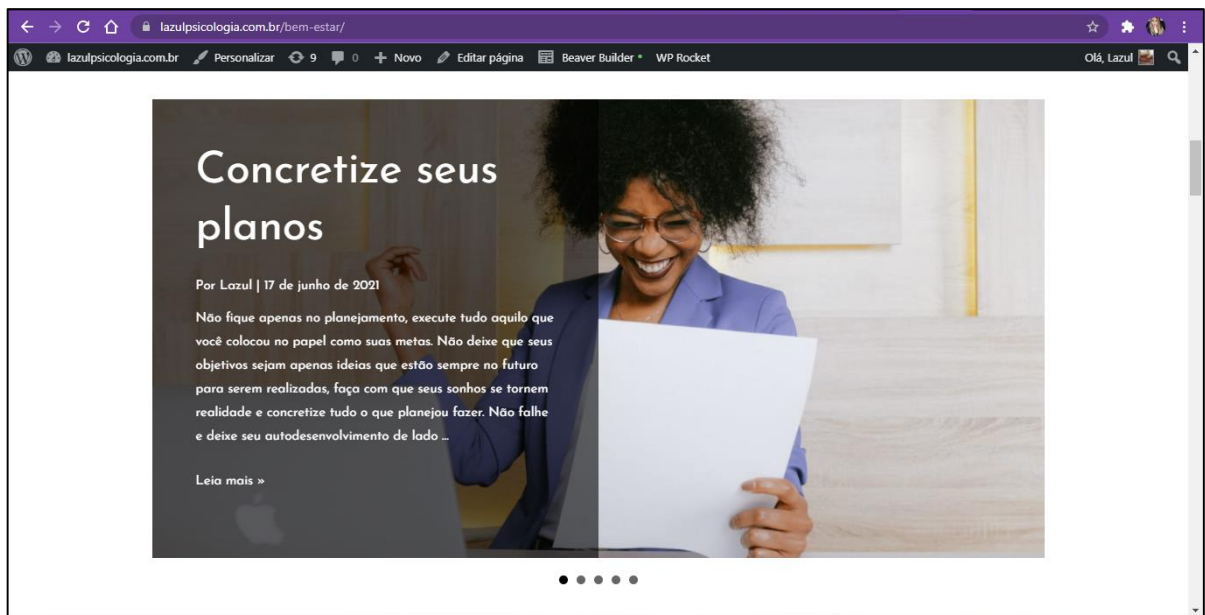 lazulpsicologia.com.br/bem-estar/
lazulpsicologia.com.br Personalizar 9 0 + Novo Editar página Beaver Builder • WP Rocket Olá, Lazul
Concretize seus
planos
Por Lazul | 17 de junho de 2021
Não fique apenas no planejamento, execute tudo aquilo que
você colocou no papel como suas metas. Não deixe que seus
objetivos sejam apenas ideias que estão sempre no futuro
para serem realizadas, faça com que seus sonhos se tornem
realidade e concretize tudo o que planejou fazer. Não falhe
e deixe seu autodesenvolvimento de lado ...
Leia mais »